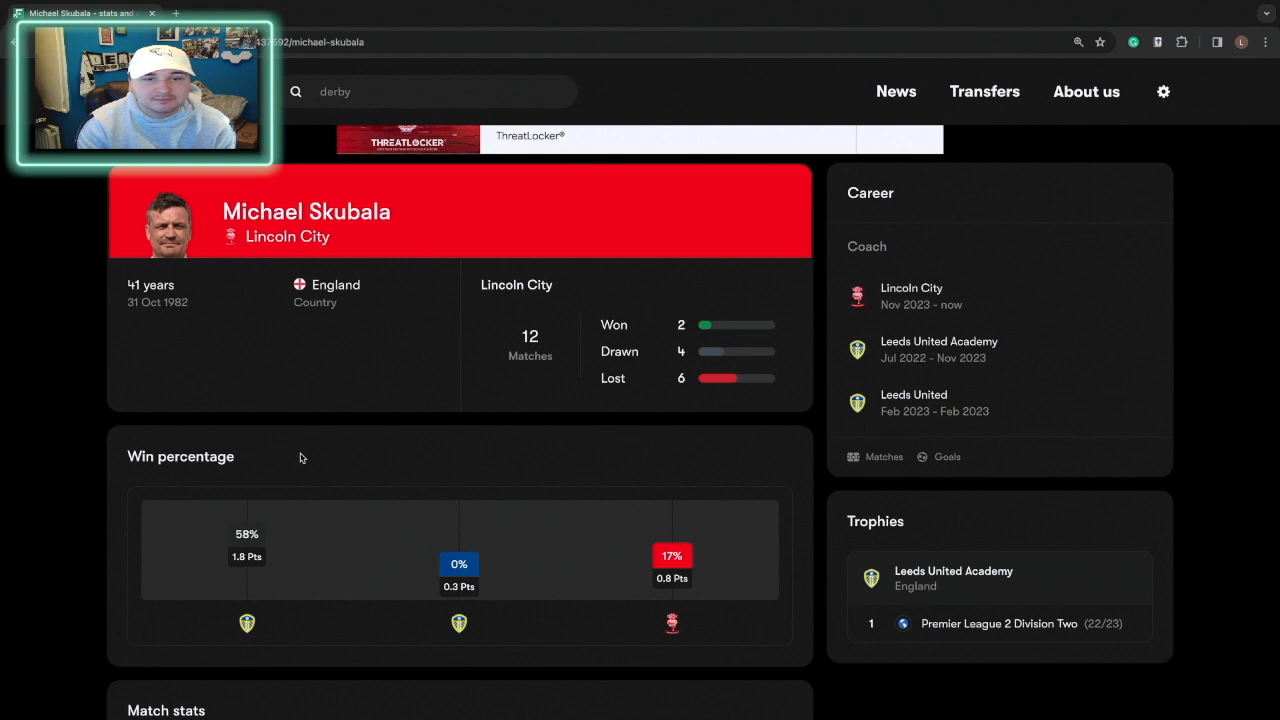 Michael Skubala - stats and
437592/michael-skubala
derby
News
Transfers
About us
THREATLOCKER
ThreatLocker®
Michael Skubala
Lincoln City
41 years
31 Oct 1982
England
Country
Lincoln City
12
Matches
Won 2
Drawn 4
Lost 6
Win percentage
58%
1.8 Pts
0%
0.3 Pts
17%
0.8 Pts
Match stats
Career
Coach
Lincoln City
Nov 2023 - now
Leeds United Academy
Jul 2022 - Nov 2023
Leeds United
Feb 2023 - Feb 2023
Matches Goals
Trophies
Leeds United Academy
England
1 Premier League 2 Division Two (22/23)